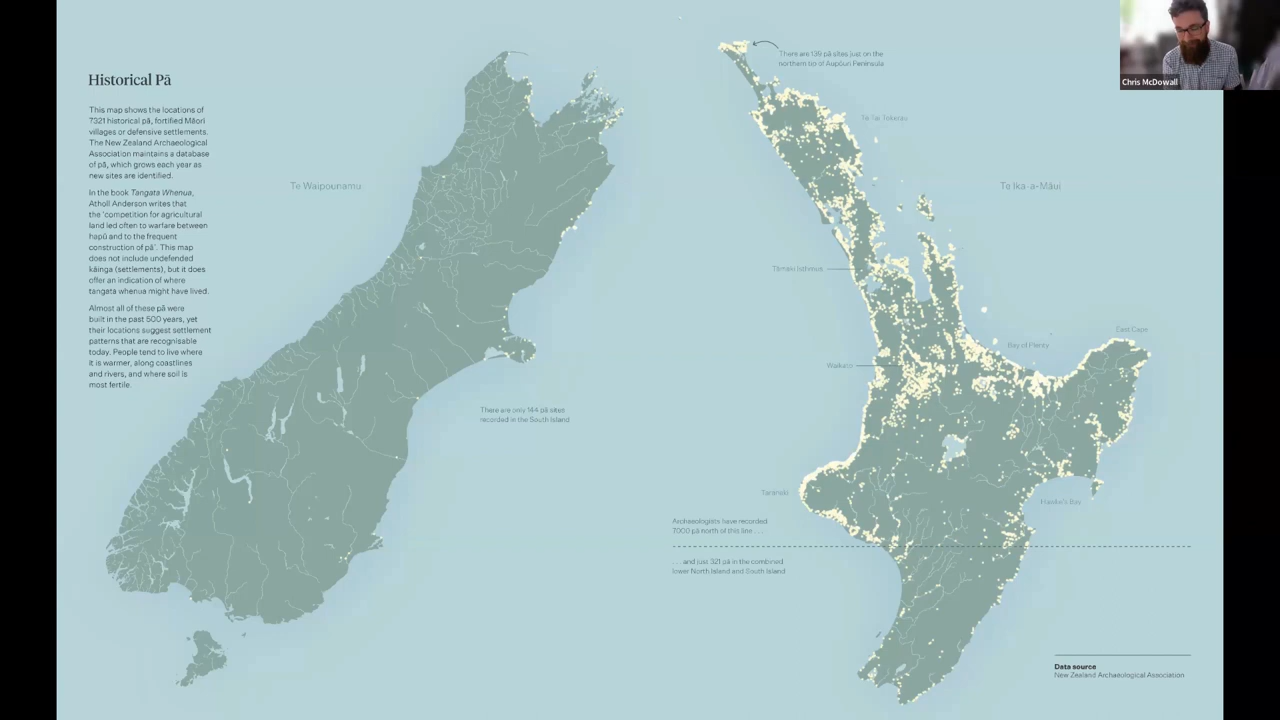 Historical Pā
This map shows the locations of
7321 historical pā, fortified Māori
villages or defensive settlements.
The New Zealand Archaeological
Association maintains a database
of pā, which grows each year as
new sites are identified.
In the book Tangata Whenua,
Atholl Anderson writes that
the ‘competition for agricultural
land led often to warfare between
hapū and to the frequent
construction of pā’. This map
does not include undefended
kāinga (settlements), but it does
offer an indication of where
tangata whenua might have lived.
Almost all of these pā were
built in the past 500 years, yet
their locations suggest settlement
patterns that are recognisable
today. People tend to live where
it is warmer, along coastlines
and rivers, and where soil is
most fertile.
Te Waipounamu
There are only 144 pā sites
recorded in the South Island
There are 139 pā sites just on the
northern tip of Aupōuri Peninsula
Te Tai Tokerau
Te Ika-a-Māui
Tāmaki Isthmus
East Cape
Bay of Plenty
Waikato
Taranaki
Hawke's Bay
Archaeologists have recorded
7000 pā north of this line . . .
. . . and just 321 pā in the combined
lower North Island and South Island
Data source
New Zealand Archaeological Association
Chris McDowall